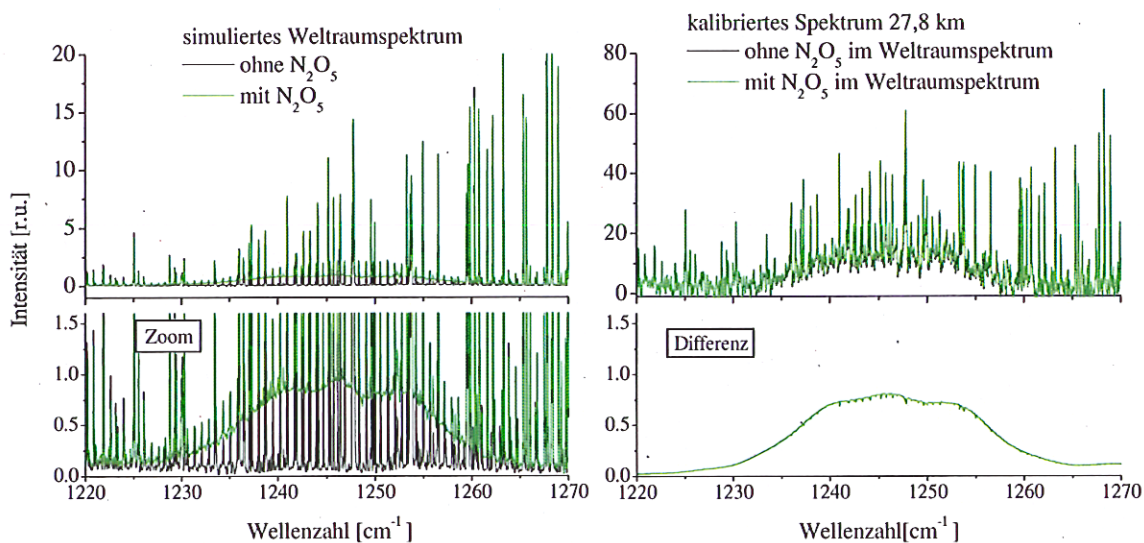 simuliertes Weltraumspektrum
ohne N₂O₅
mit N₂O₅
20
15
10
5
0
Intensität [r.u.]
Zoom
1.5
1.0
0.5
0.0
1220 1230 1240 1250 1260 1270
Wellenzahl [cm⁻¹]
kalibriertes Spektrum 27,8 km
ohne N₂O₅ im Weltraumspektrum
mit N₂O₅ im Weltraumspektrum
80
60
40
20
0
Differenz
1.5
1.0
0.5
0.0
1220 1230 1240 1250 1260 1270
Wellenzahl[cm⁻¹]